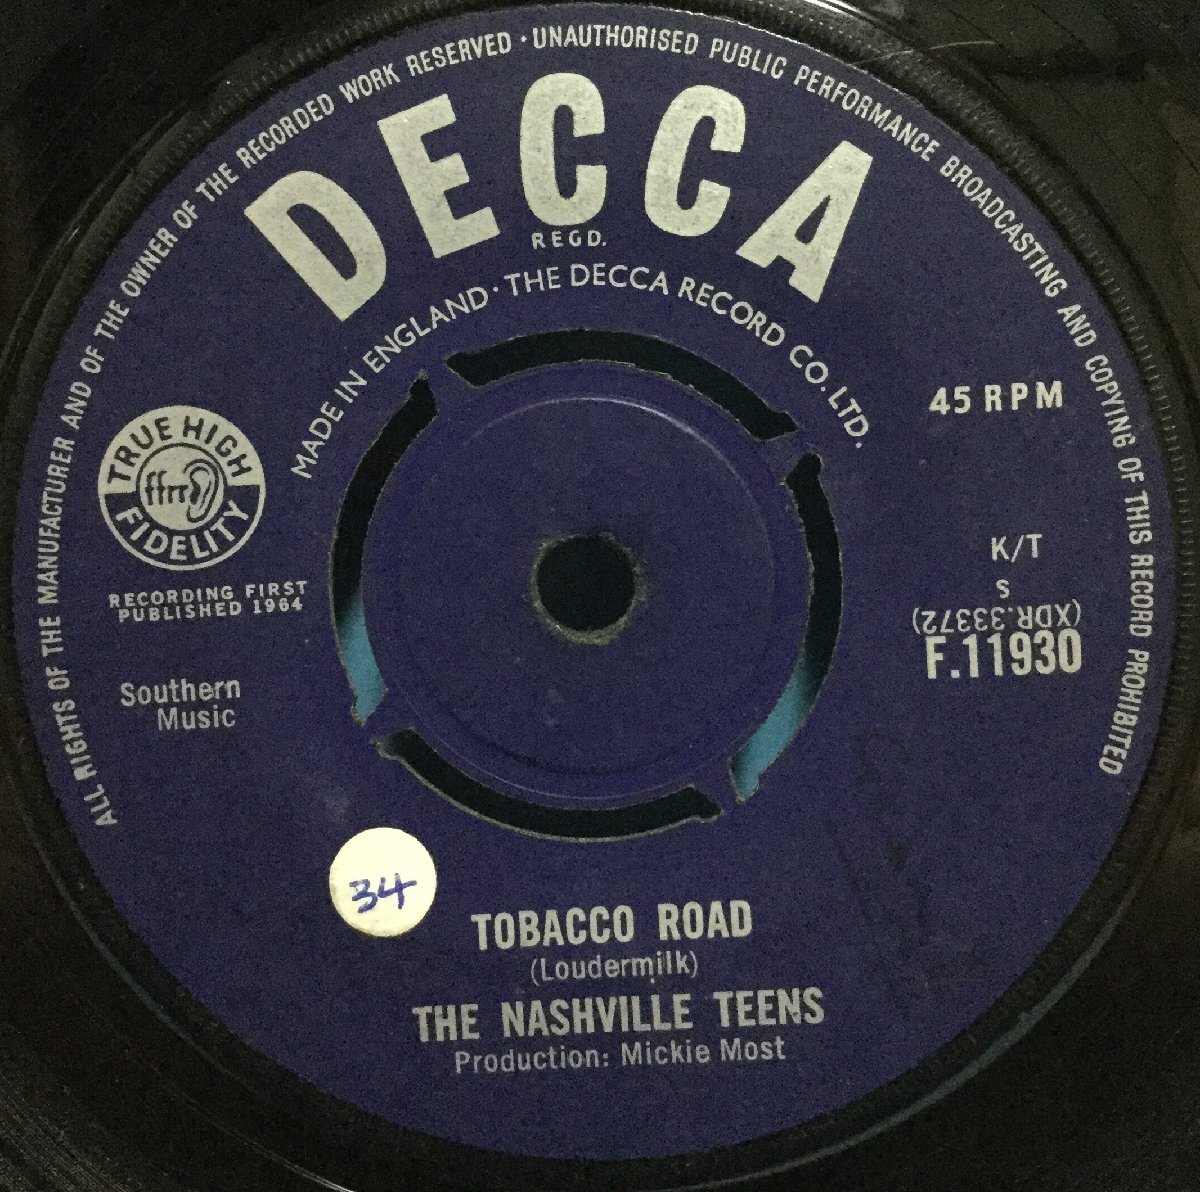 ALL RIGHTS OF THE MANUFACTURER AND OF THE OWNER OF THE RECORDED WORK RESERVED · UNAUTHORISED PUBLIC PERFORMANCE BROADCASTING AND COPYING OF THIS RECORD PROHIBITED
DECCA
REGD.
MADE IN ENGLAND · THE DECCA RECORD CO. LTD.
45 RPM
TRUE HIGH
ffrr
FIDELITY
RECORDING FIRST
PUBLISHED 1964
K/T
S
(XDR.33372)
F.11930
Southern
Music
34
TOBACCO ROAD
(Loudermilk)
THE NASHVILLE TEENS
Production: Mickie Most